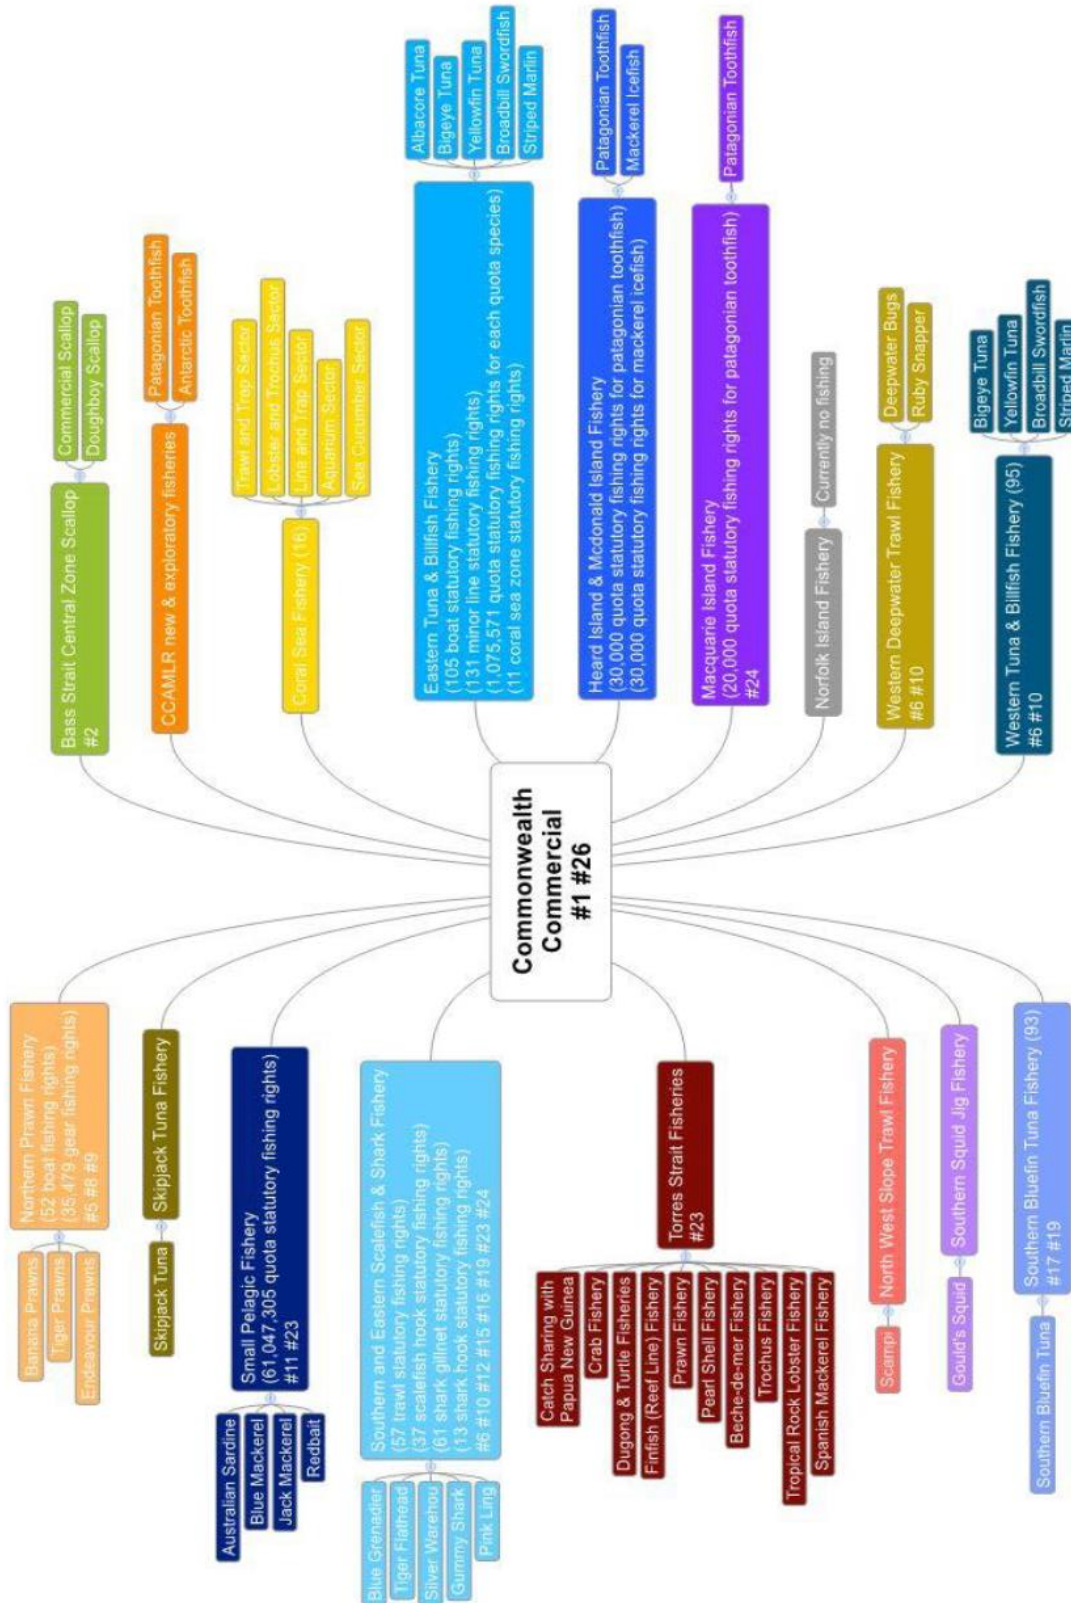 Commonwealth
Commercial
#1 #26
Bass Strait Central Zone Scallop
#2
Commercial Scallop
Doughboy Scallop
CCAMLR new & exploratory fisheries
Patagonian Toothfish
Antarctic Toothfish
Coral Sea Fishery (16)
Trawl and Trap Sector
Lobster and Trochus Sector
Line and Trap Sector
Aquarium Sector
Sea Cucumber Sector
Eastern Tuna & Billfish Fishery
(105 boat statutory fishing rights)
(131 minor line statutory fishing rights)
(1,075,571 quota statutory fishing rights for each quota species)
(11 coral sea zone statutory fishing rights)
Albacore Tuna
Bigeye Tuna
Yellowfin Tuna
Broadbill Swordfish
Striped Marlin
Heard Island & Mcdonald Island Fishery
(30,000 quota statutory fishing rights for patagonian toothfish)
(30,000 quota statutory fishing rights for mackerel icefish)
Patagonian Toothfish
Mackerel Icefish
Macquarie Island Fishery
(20,000 quota statutory fishing rights for patagonian toothfish)
#24
Patagonian Toothfish
Norfolk Island Fishery
Currently no fishing
Western Deepwater Trawl Fishery
#6 #10
Deepwater Bugs
Ruby Snapper
Western Tuna & Billfish Fishery (95)
#6 #10
Bigeye Tuna
Yellowfin Tuna
Broadbill Swordfish
Striped Marlin
Northern Prawn Fishery
(52 boat fishing rights)
(35,479 gear fishing rights)
#5 #8 #9
Banana Prawns
Tiger Prawns
Endeavour Prawns
Skipjack Tuna Fishery
Skipjack Tuna
Small Pelagic Fishery
(61,047,305 quota statutory fishing rights)
#11 #23
Australian Sardine
Blue Mackerel
Jack Mackerel
Redbait
Southern and Eastern Scalefish & Shark Fishery
(57 trawl statutory fishing rights)
(37 scalefish hook statutory fishing rights)
(61 shark gillnet statutory fishing rights)
(13 shark hook statutory fishing rights)
#6 #10 #12 #15 #16 #19 #23 #24
Blue Grenadier
Tiger Flathead
Silver Warehou
Gummy Shark
Pink Ling
Torres Strait Fisheries
#23
Catch Sharing with
Papua New Guinea
Crab Fishery
Dugong & Turtle Fisheries
Finfish (Reef Line) Fishery
Prawn Fishery
Pearl Shell Fishery
Beche-de-mer Fishery
Trochus Fishery
Tropical Rock Lobster Fishery
Spanish Mackerel Fishery
North West Slope Trawl Fishery
Scampi
Southern Squid Jig Fishery
Gould's Squid
Southern Bluefin Tuna Fishery (93)
#17 #19
Southern Bluefin Tuna